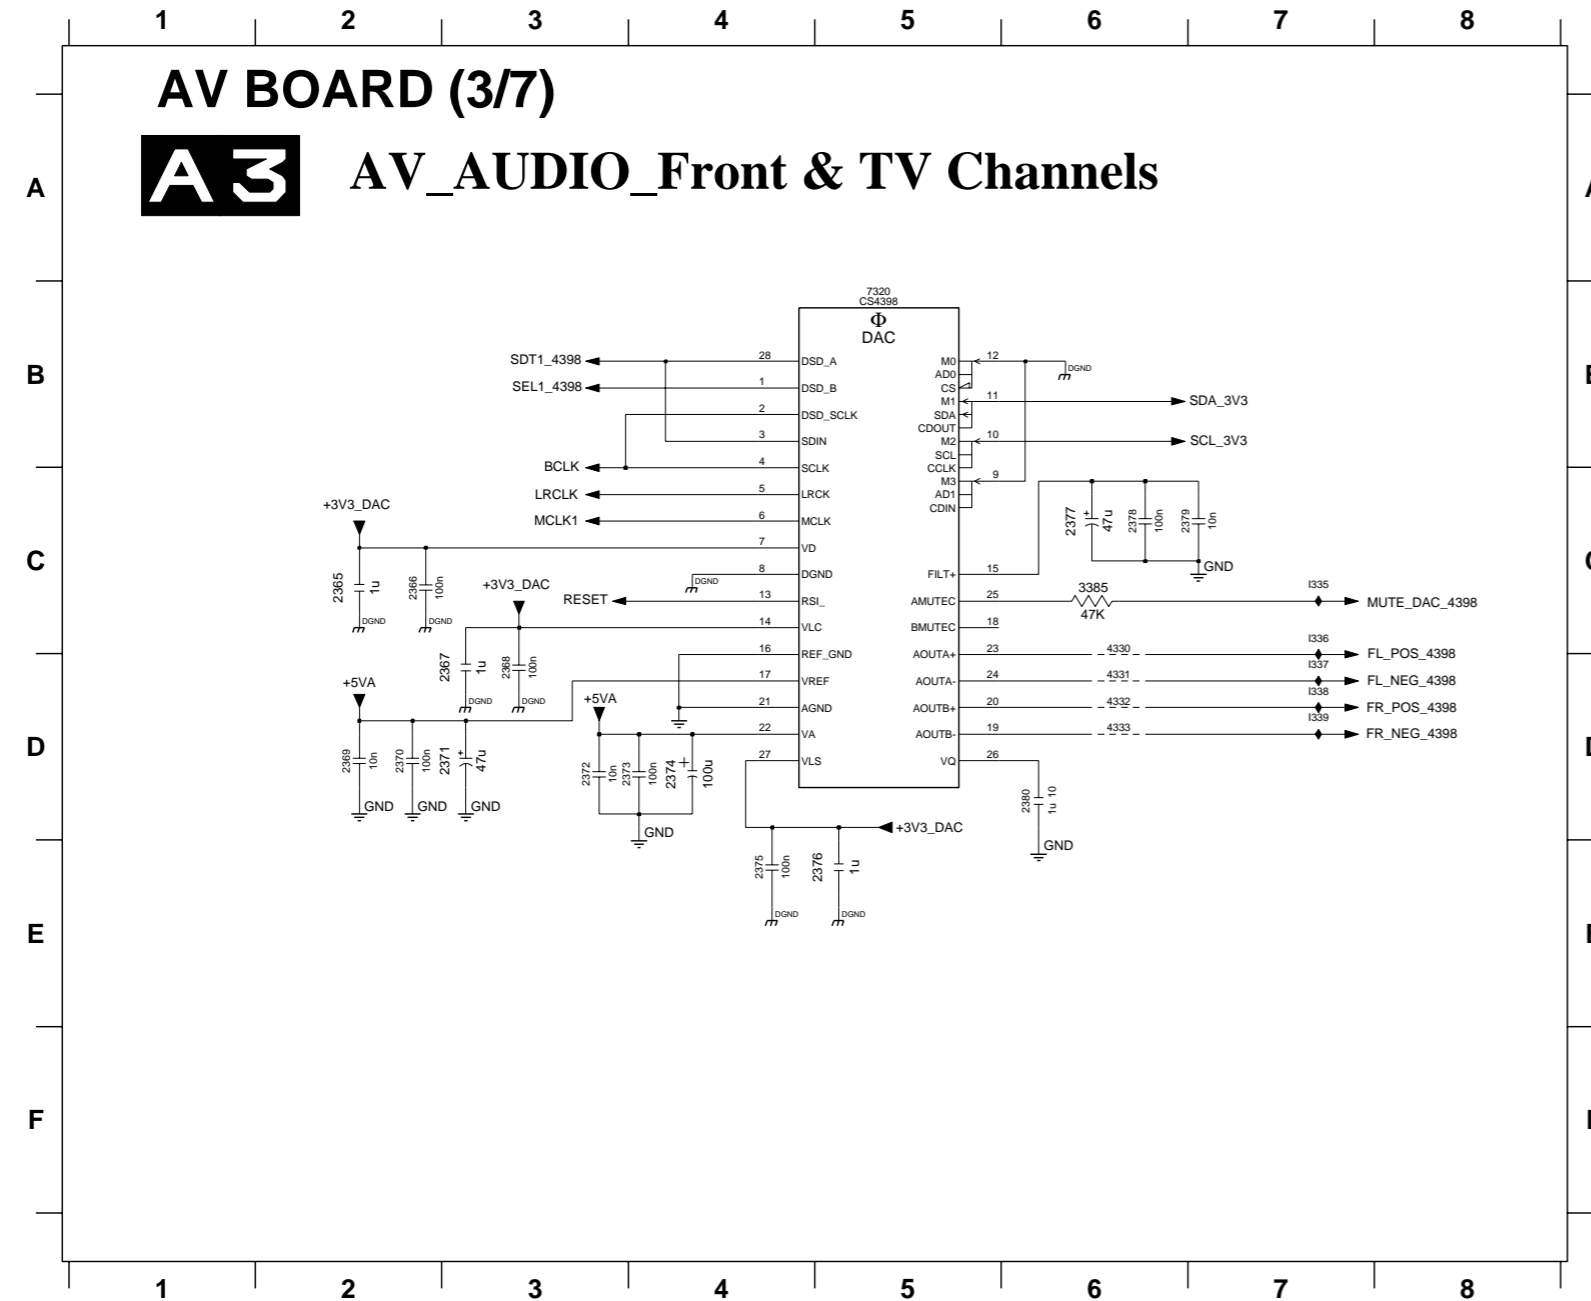 1 2 3 4 5 6 7 8
AV BOARD (3/7)
A 3 AV_AUDIO_Front & TV Channels
A
7320
CS4398
Φ
DAC
B
SDT1_4398 28 DSD_A M0 12 DGND
AD0
SEL1_4398 1 DSD_B CS
M1 11 SDA_3V3
2 DSD_SCLK SDA
CDOUT
3 SDIN M2 10 SCL_3V3
SCL
BCLK 4 SCLK CCLK
M3 9
LRCLK 5 LRCK AD1
CDIN
+3V3_DAC
MCLK1 6 MCLK
2377 47u + 2378 100n 2379 10n
7 VD
C
GND
8 DGND FILT+ 15
DGND
2365 1u 2366 100n
+3V3_DAC
RESET 13 RSI_ AMUTEC 25 3385 47K I335 MUTE_DAC_4398
DGND DGND
14 VLC BMUTEC 18
16 REF_GND AOUTA+ 23 4330 I336 FL_POS_4398
2367 1u 2368 100n
17 VREF AOUTA- 24 4331 I337 FL_NEG_4398
+5VA
DGND DGND
+5VA
21 AGND AOUTB+ 20 4332 I338 FR_POS_4398
22 VA AOUTB- 19 4333 I339 FR_NEG_4398
D
27 VLS VQ 26
2369 10n 2370 100n 2371 + 47u
2372 10n 2373 100n 2374 + 100u
2380 1u 10
GND GND GND
GND
+3V3_DAC
GND
2375 100n 2376 1u
DGND DGND
E
F
1 2 3 4 5 6 7 8